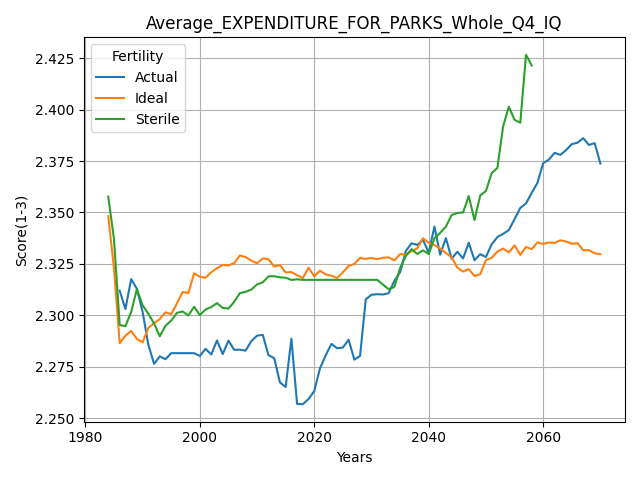 Average_EXPENDITURE_FOR_PARKS_Whole_Q4_IQ
Fertility
Actual
Ideal
Sterile
Score(1-3)
2.425
2.400
2.375
2.350
2.325
2.300
2.275
2.250
1980
2000
2020
2040
2060
Years